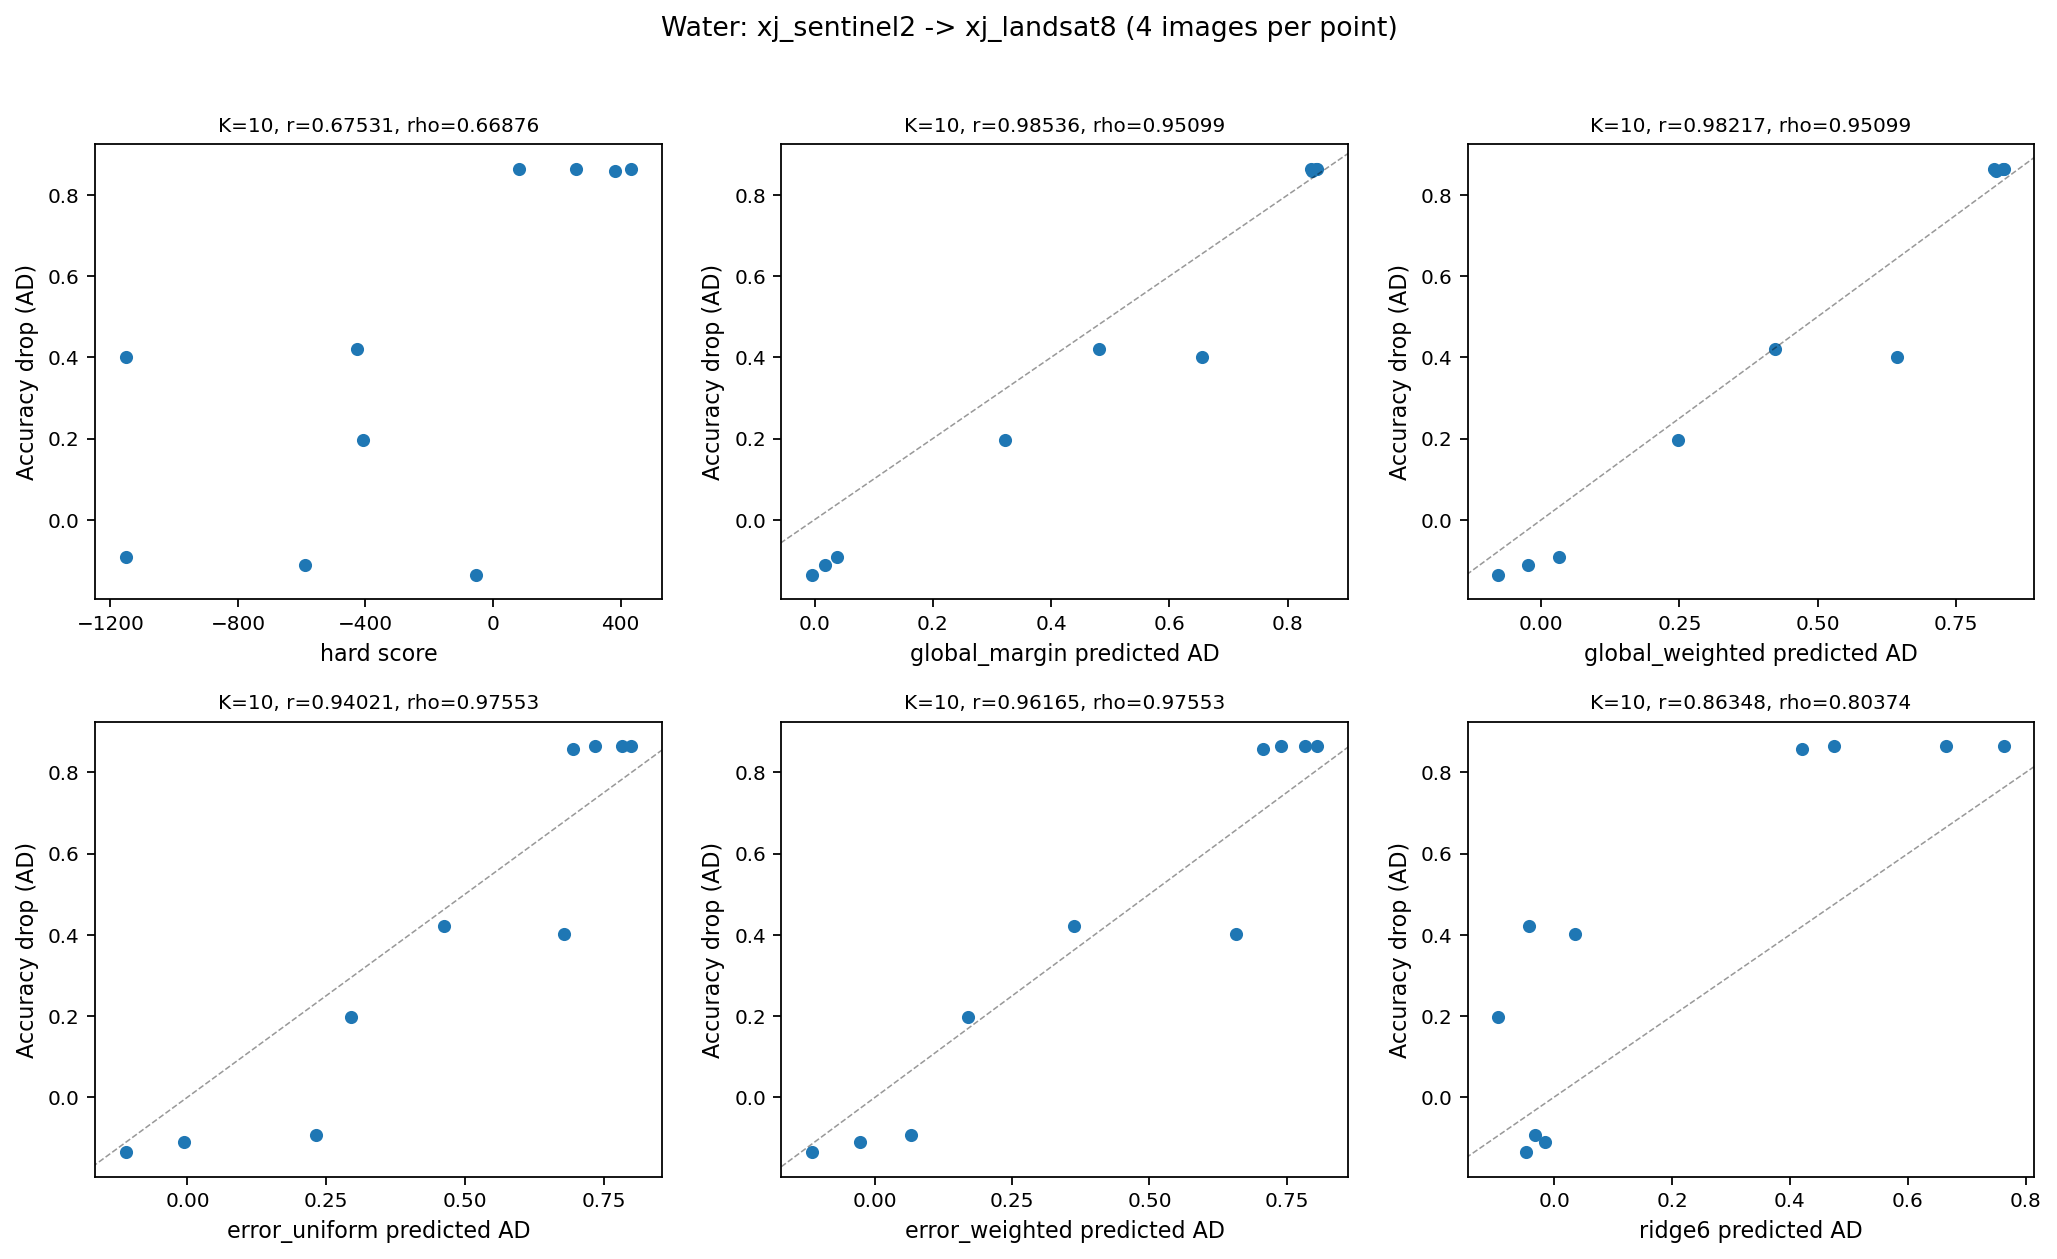 Water: xj_sentinel2 -> xj_landsat8 (4 images per point)
K=10, r=0.67531, rho=0.66876
Accuracy drop (AD)
0.8
0.6
0.4
0.2
0.0
−1200 −800 −400 0 400
hard score
K=10, r=0.98536, rho=0.95099
Accuracy drop (AD)
0.8
0.6
0.4
0.2
0.0
0.0 0.2 0.4 0.6 0.8
global_margin predicted AD
K=10, r=0.98217, rho=0.95099
Accuracy drop (AD)
0.8
0.6
0.4
0.2
0.0
0.00 0.25 0.50 0.75
global_weighted predicted AD
K=10, r=0.94021, rho=0.97553
Accuracy drop (AD)
0.8
0.6
0.4
0.2
0.0
0.00 0.25 0.50 0.75
error_uniform predicted AD
K=10, r=0.96165, rho=0.97553
Accuracy drop (AD)
0.8
0.6
0.4
0.2
0.0
0.00 0.25 0.50 0.75
error_weighted predicted AD
K=10, r=0.86348, rho=0.80374
Accuracy drop (AD)
0.8
0.6
0.4
0.2
0.0
0.0 0.2 0.4 0.6 0.8
ridge6 predicted AD